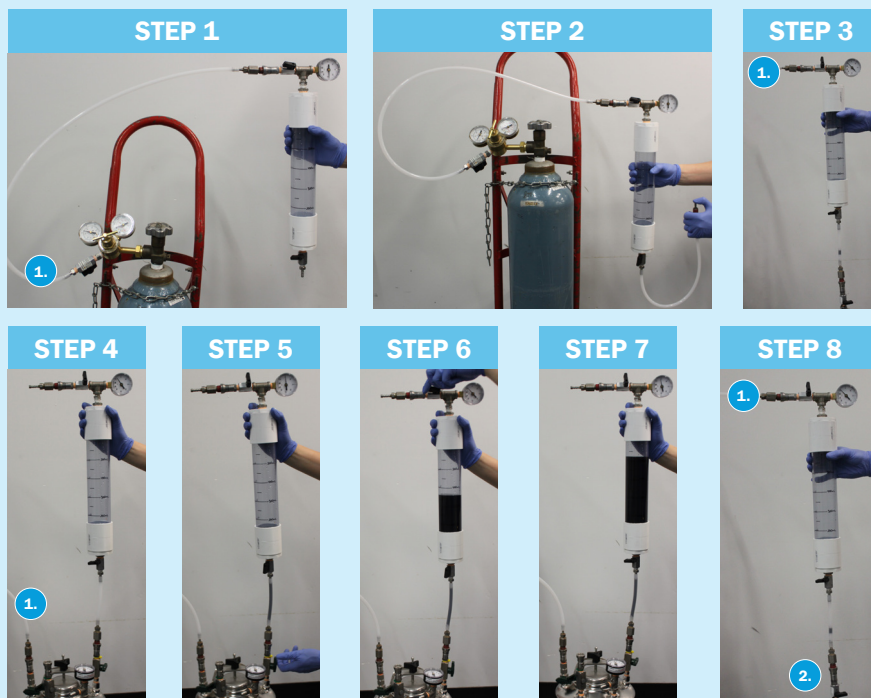 STEP 1
STEP 2
STEP 3
1.
1.
STEP 4
STEP 5
STEP 6
STEP 7
STEP 8
1.
1.
2.